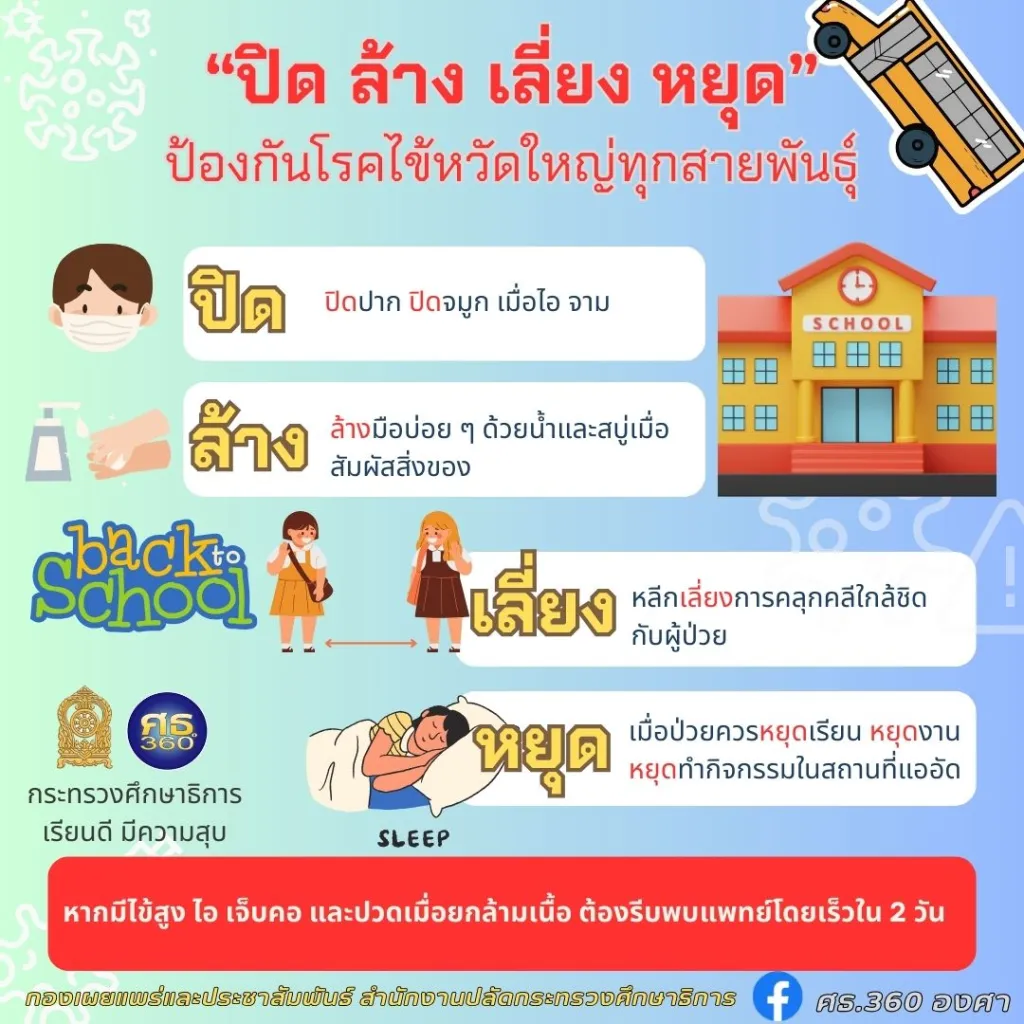 “ปิด ล้าง เลี่ยง หยุด”
ป้องกันโรคไข้หวัดใหญ่ทุกสายพันธุ์
ปิด
ปิดปาก ปิดจมูก เมื่อไอ จาม
SCHOOL
ล้าง
ล้างมือบ่อย ๆ ด้วยน้ำและสบู่เมื่อ
สัมผัสสิ่งของ
back to
School
เลี่ยง
หลีกเลี่ยงการคลุกคลีใกล้ชิด
กับผู้ป่วย
หยุด
เมื่อป่วยควรหยุดเรียน หยุดงาน
หยุดทำกิจกรรมในสถานที่แออัด
SLEEP
ศธ.
360°
กระทรวงศึกษาธิการ
เรียนดี มีความสุข
หากมีไข้สูง ไอ เจ็บคอ และปวดเมื่อยกล้ามเนื้อ ต้องรีบพบแพทย์โดยเร็วใน 2 วัน
กองเผยแพร่และประชาสัมพันธ์ สำนักงานปลัดกระทรวงศึกษาธิการ
ศธ.360 องศา